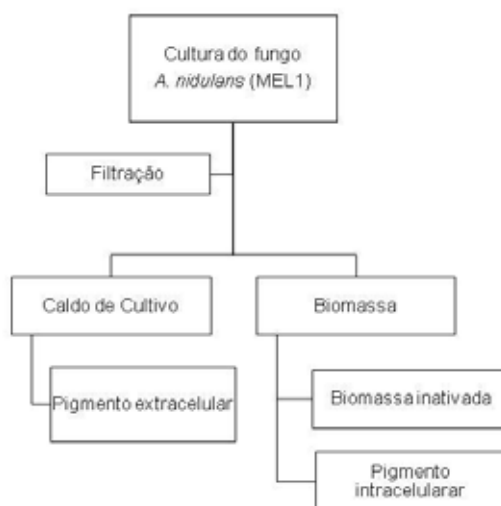 Cultura do fungo
A. nidulans (MEL1)
Filtração
Caldo de Cultivo
Biomassa
Pigmento extracelular
Biomassa inativada
Pigmento
intracelularar